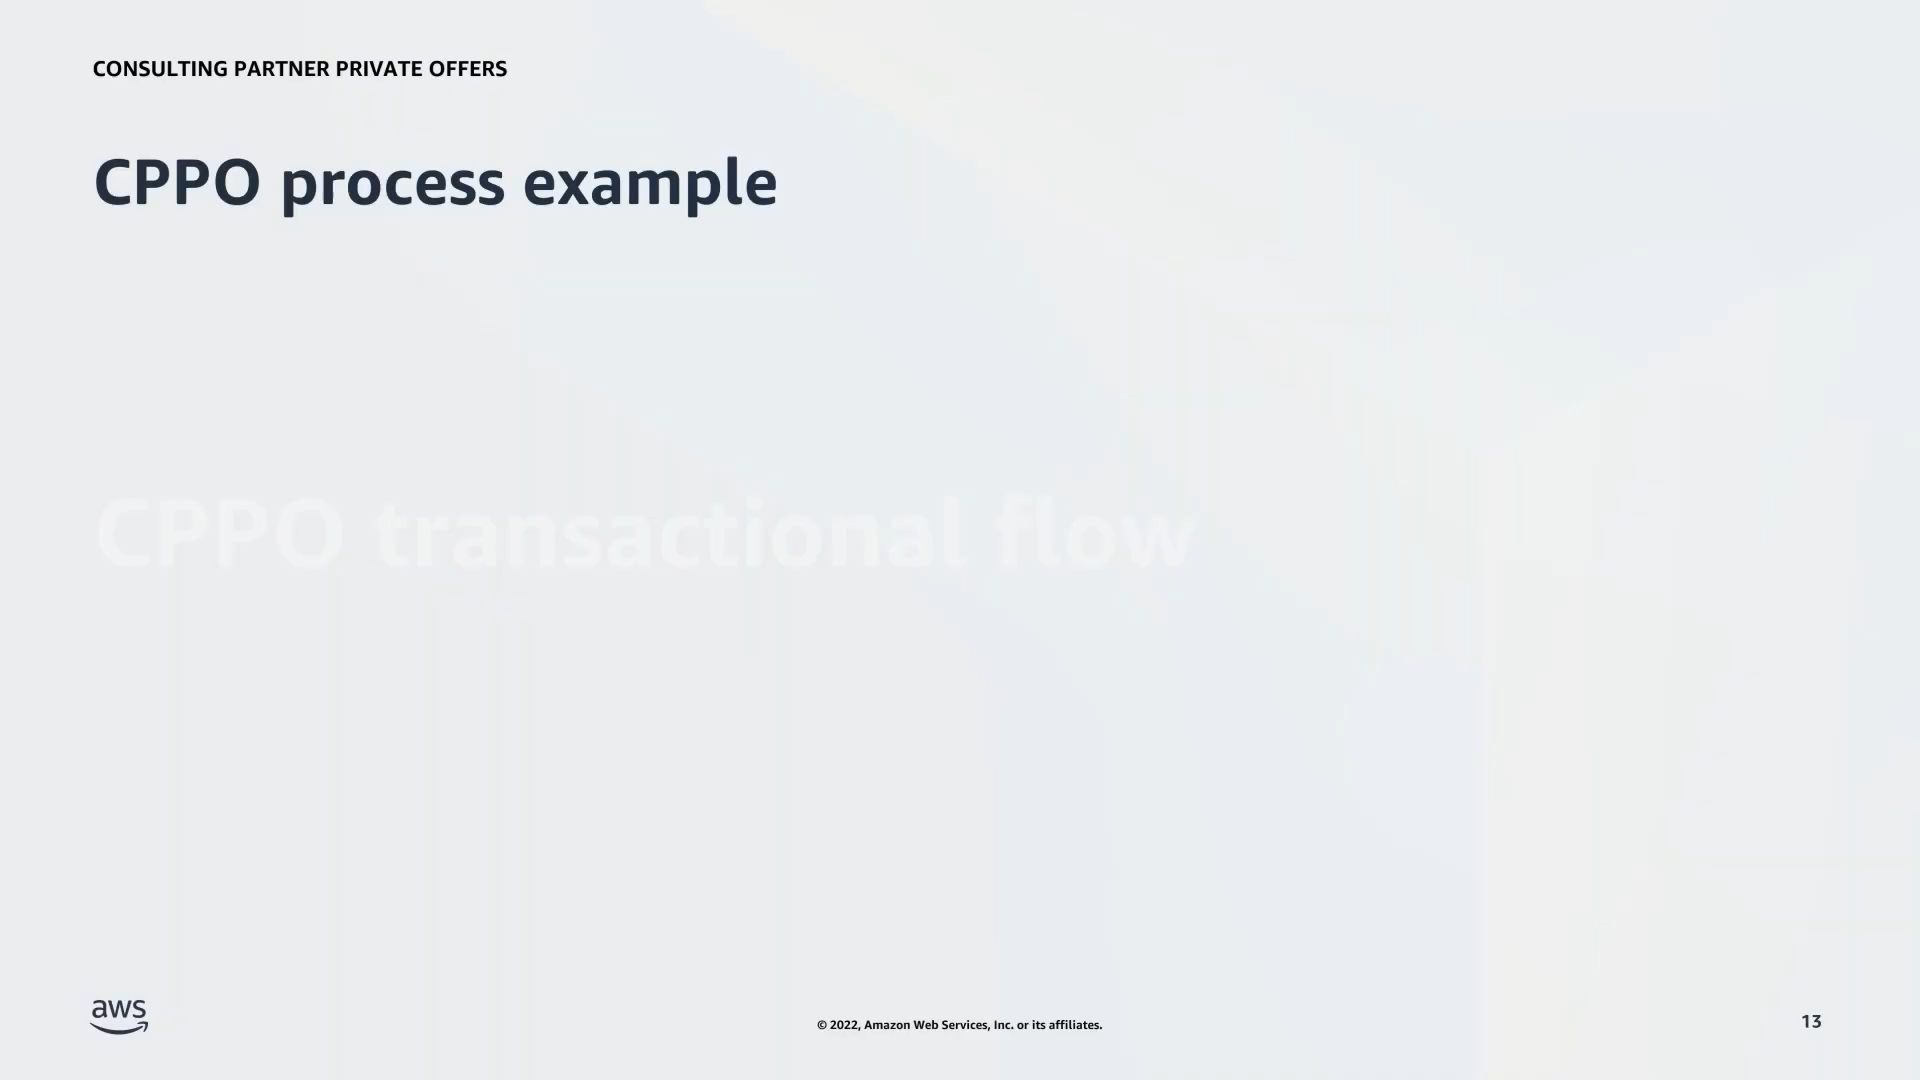 CONSULTING PARTNER PRIVATE OFFERS
CPPO process example
CPPO transactional flow
aws
© 2022, Amazon Web Services, Inc. or its affiliates.
13